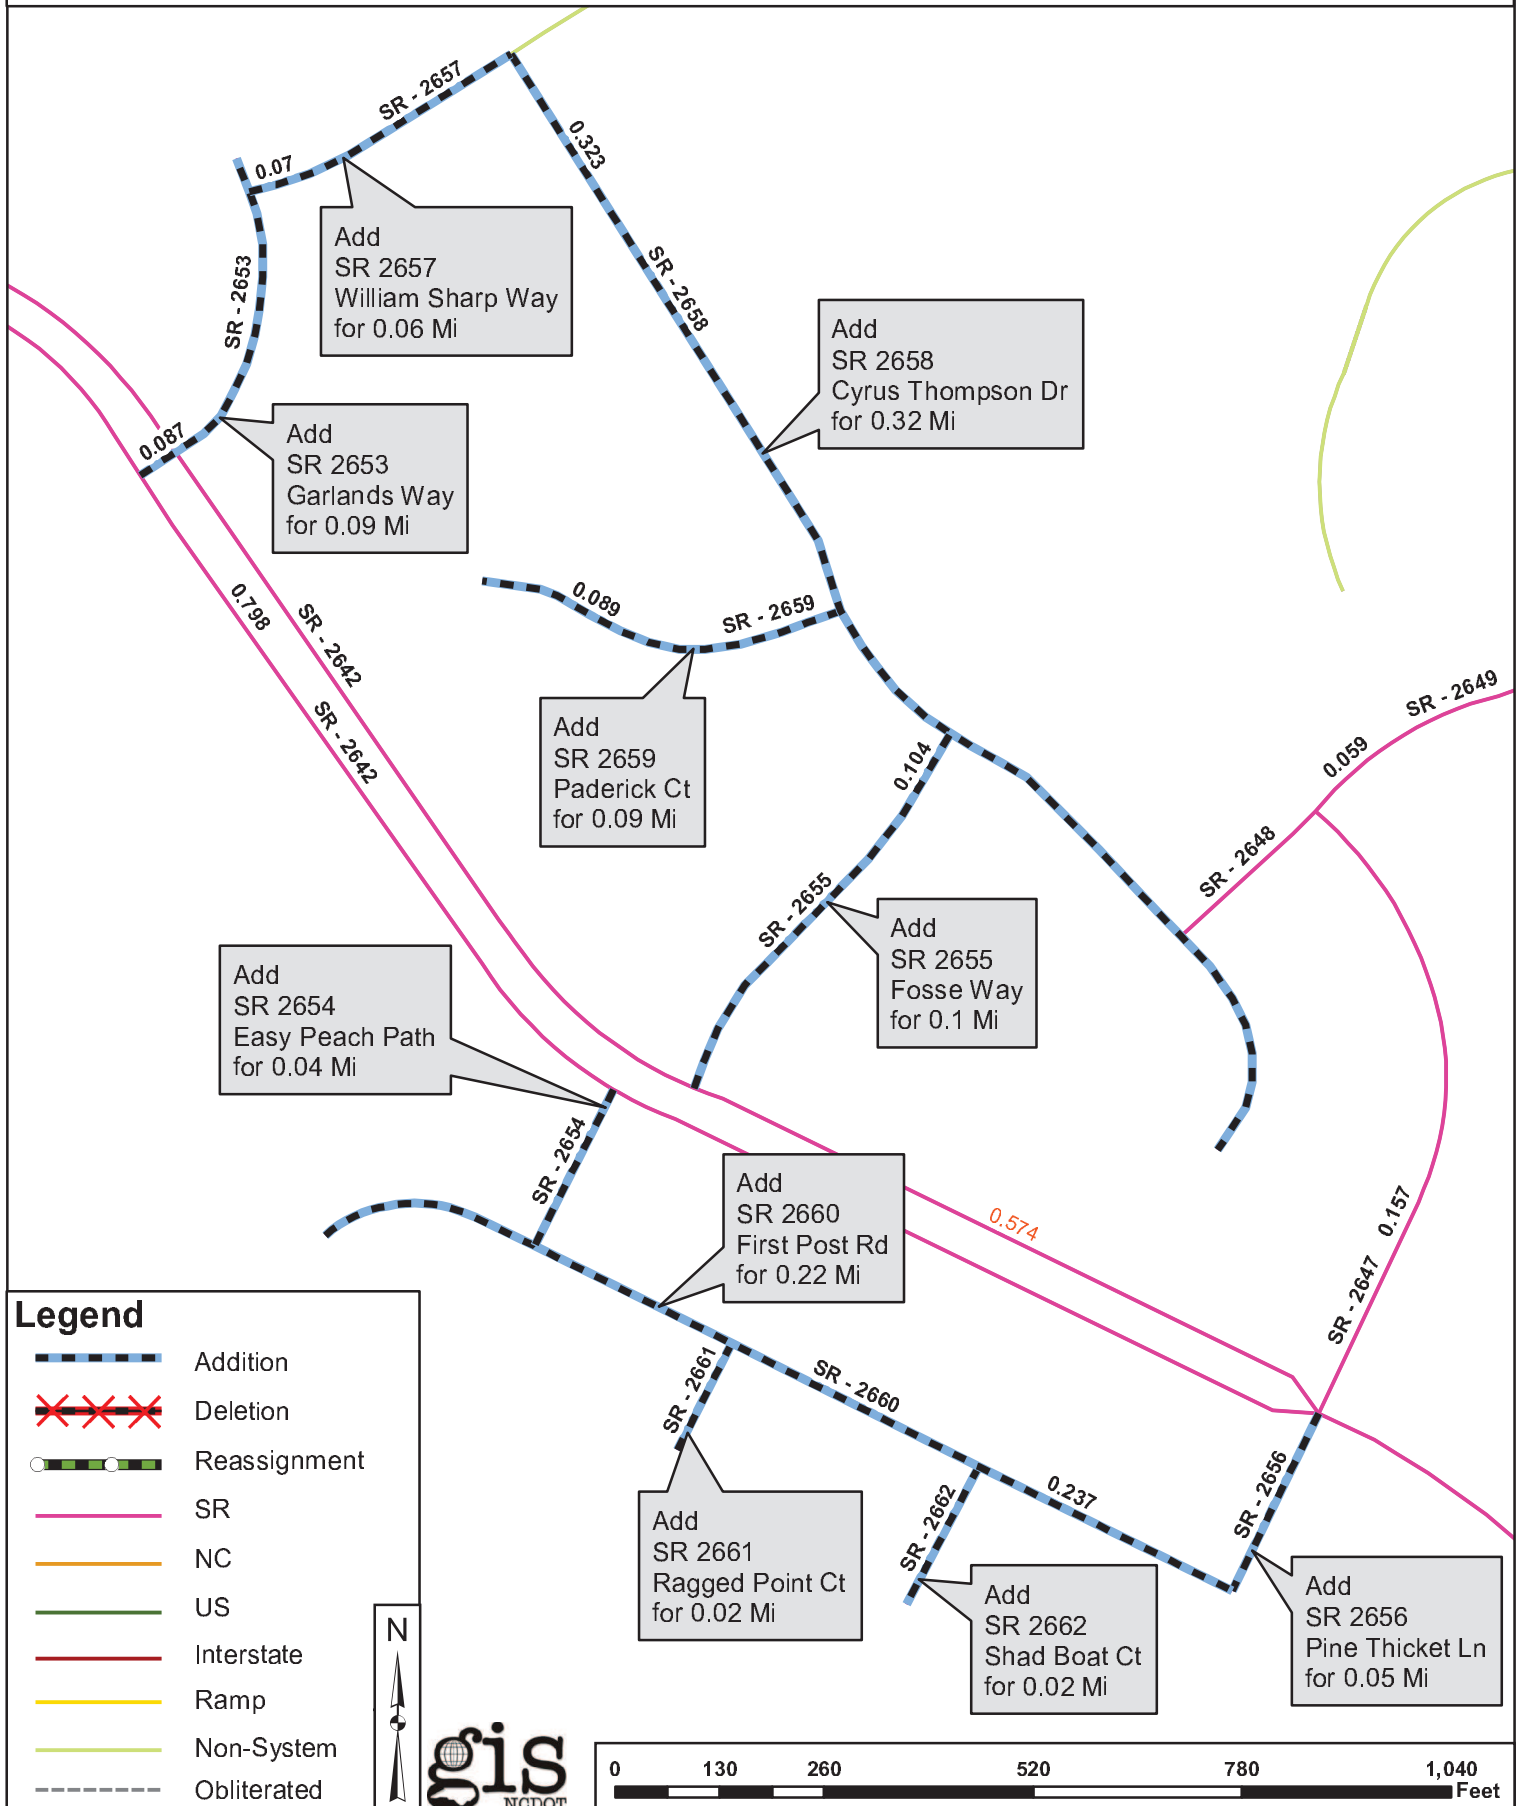 SR - 2657
0.07
0.323
Add
SR 2657
William Sharp Way
for 0.06 Mi
SR - 2653
SR - 2658
Add
SR 2658
Cyrus Thompson Dr
for 0.32 Mi
0.087
Add
SR 2653
Garlands Way
for 0.09 Mi
0.798
SR - 2642
SR - 2642
0.089
SR - 2659
Add
SR 2659
Paderick Ct
for 0.09 Mi
SR - 2649
0.059
SR - 2648
0.104
SR - 2655
Add
SR 2655
Fosse Way
for 0.1 Mi
Add
SR 2654
Easy Peach Path
for 0.04 Mi
SR - 2654
Add
SR 2660
First Post Rd
for 0.22 Mi
0.574
0.157
SR - 2647
SR - 2661
SR - 2660
Add
SR 2661
Ragged Point Ct
for 0.02 Mi
SR - 2662
0.237
SR - 2656
Add
SR 2662
Shad Boat Ct
for 0.02 Mi
Add
SR 2656
Pine Thicket Ln
for 0.05 Mi
Legend
Addition
Deletion
Reassignment
SR
NC
US
Interstate
Ramp
Non-System
Obliterated
N
gis
NCDOT
0 130 260 520 780 1,040
Feet